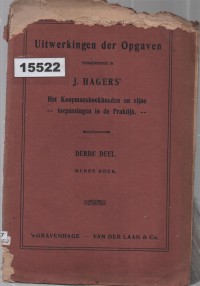 Uitwerkingen der Opgaven
15522
J. HAGERS'
Het Koopmansboekhouden en zijne
-- toepassingen in de Praktijk. --
DERDE DEEL.
'sGRAVENHAGE - VAN DER LAAN & Co.